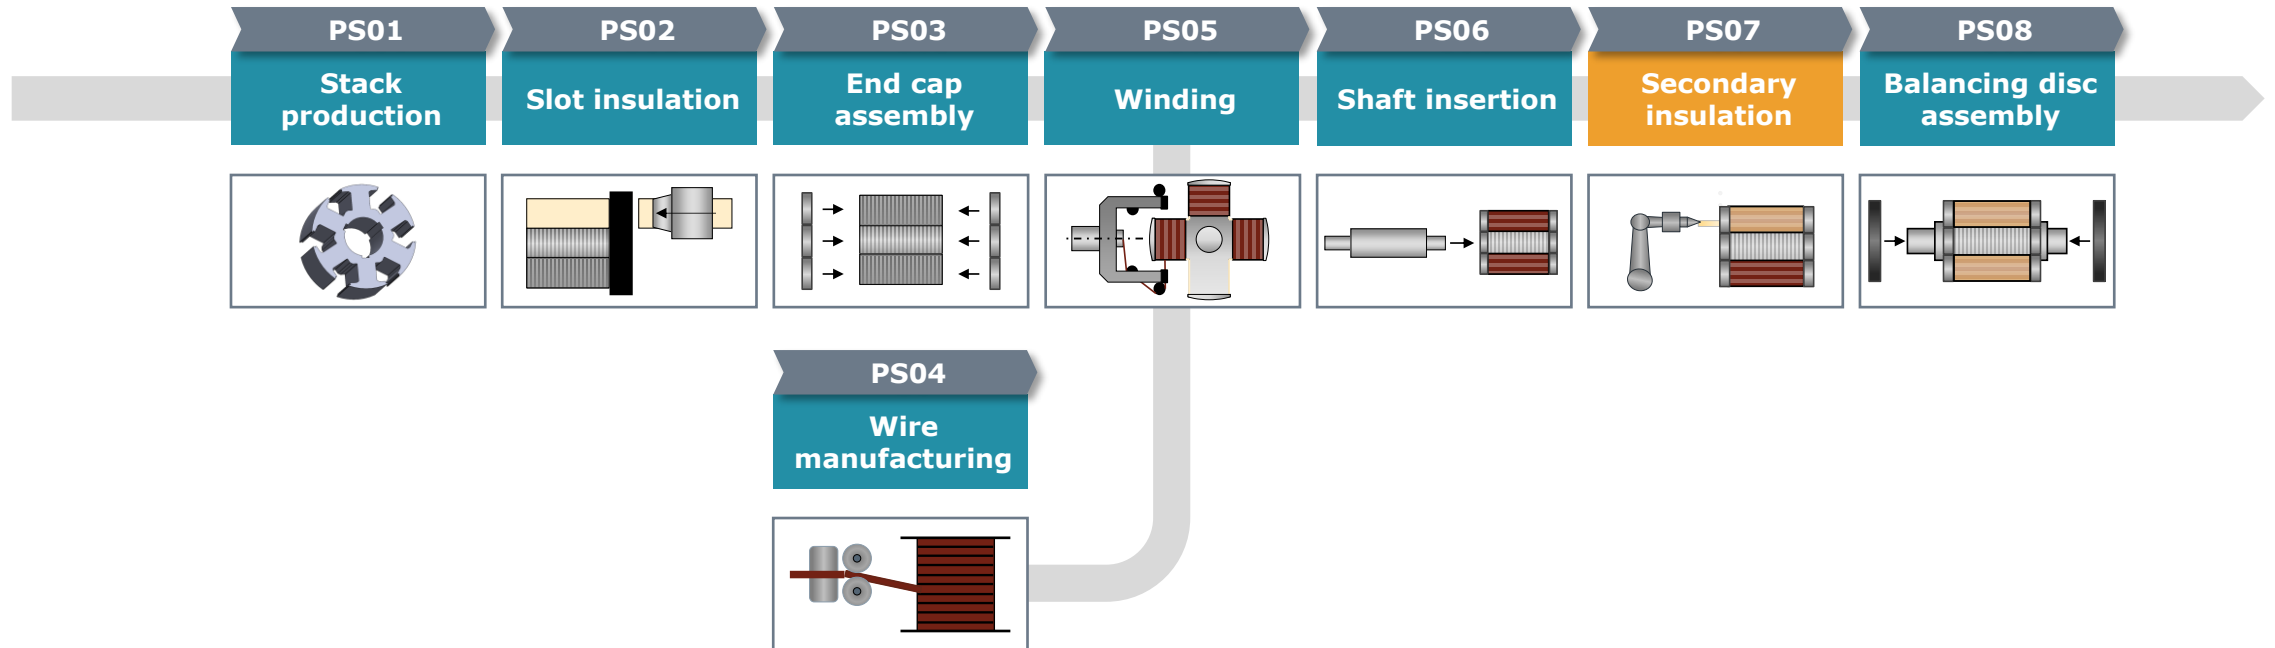 PS01
Stack
production
PS02
Slot insulation
PS03
End cap
assembly
PS05
Winding
PS06
Shaft insertion
PS07
Secondary
insulation
PS08
Balancing disc
assembly
PS04
Wire
manufacturing